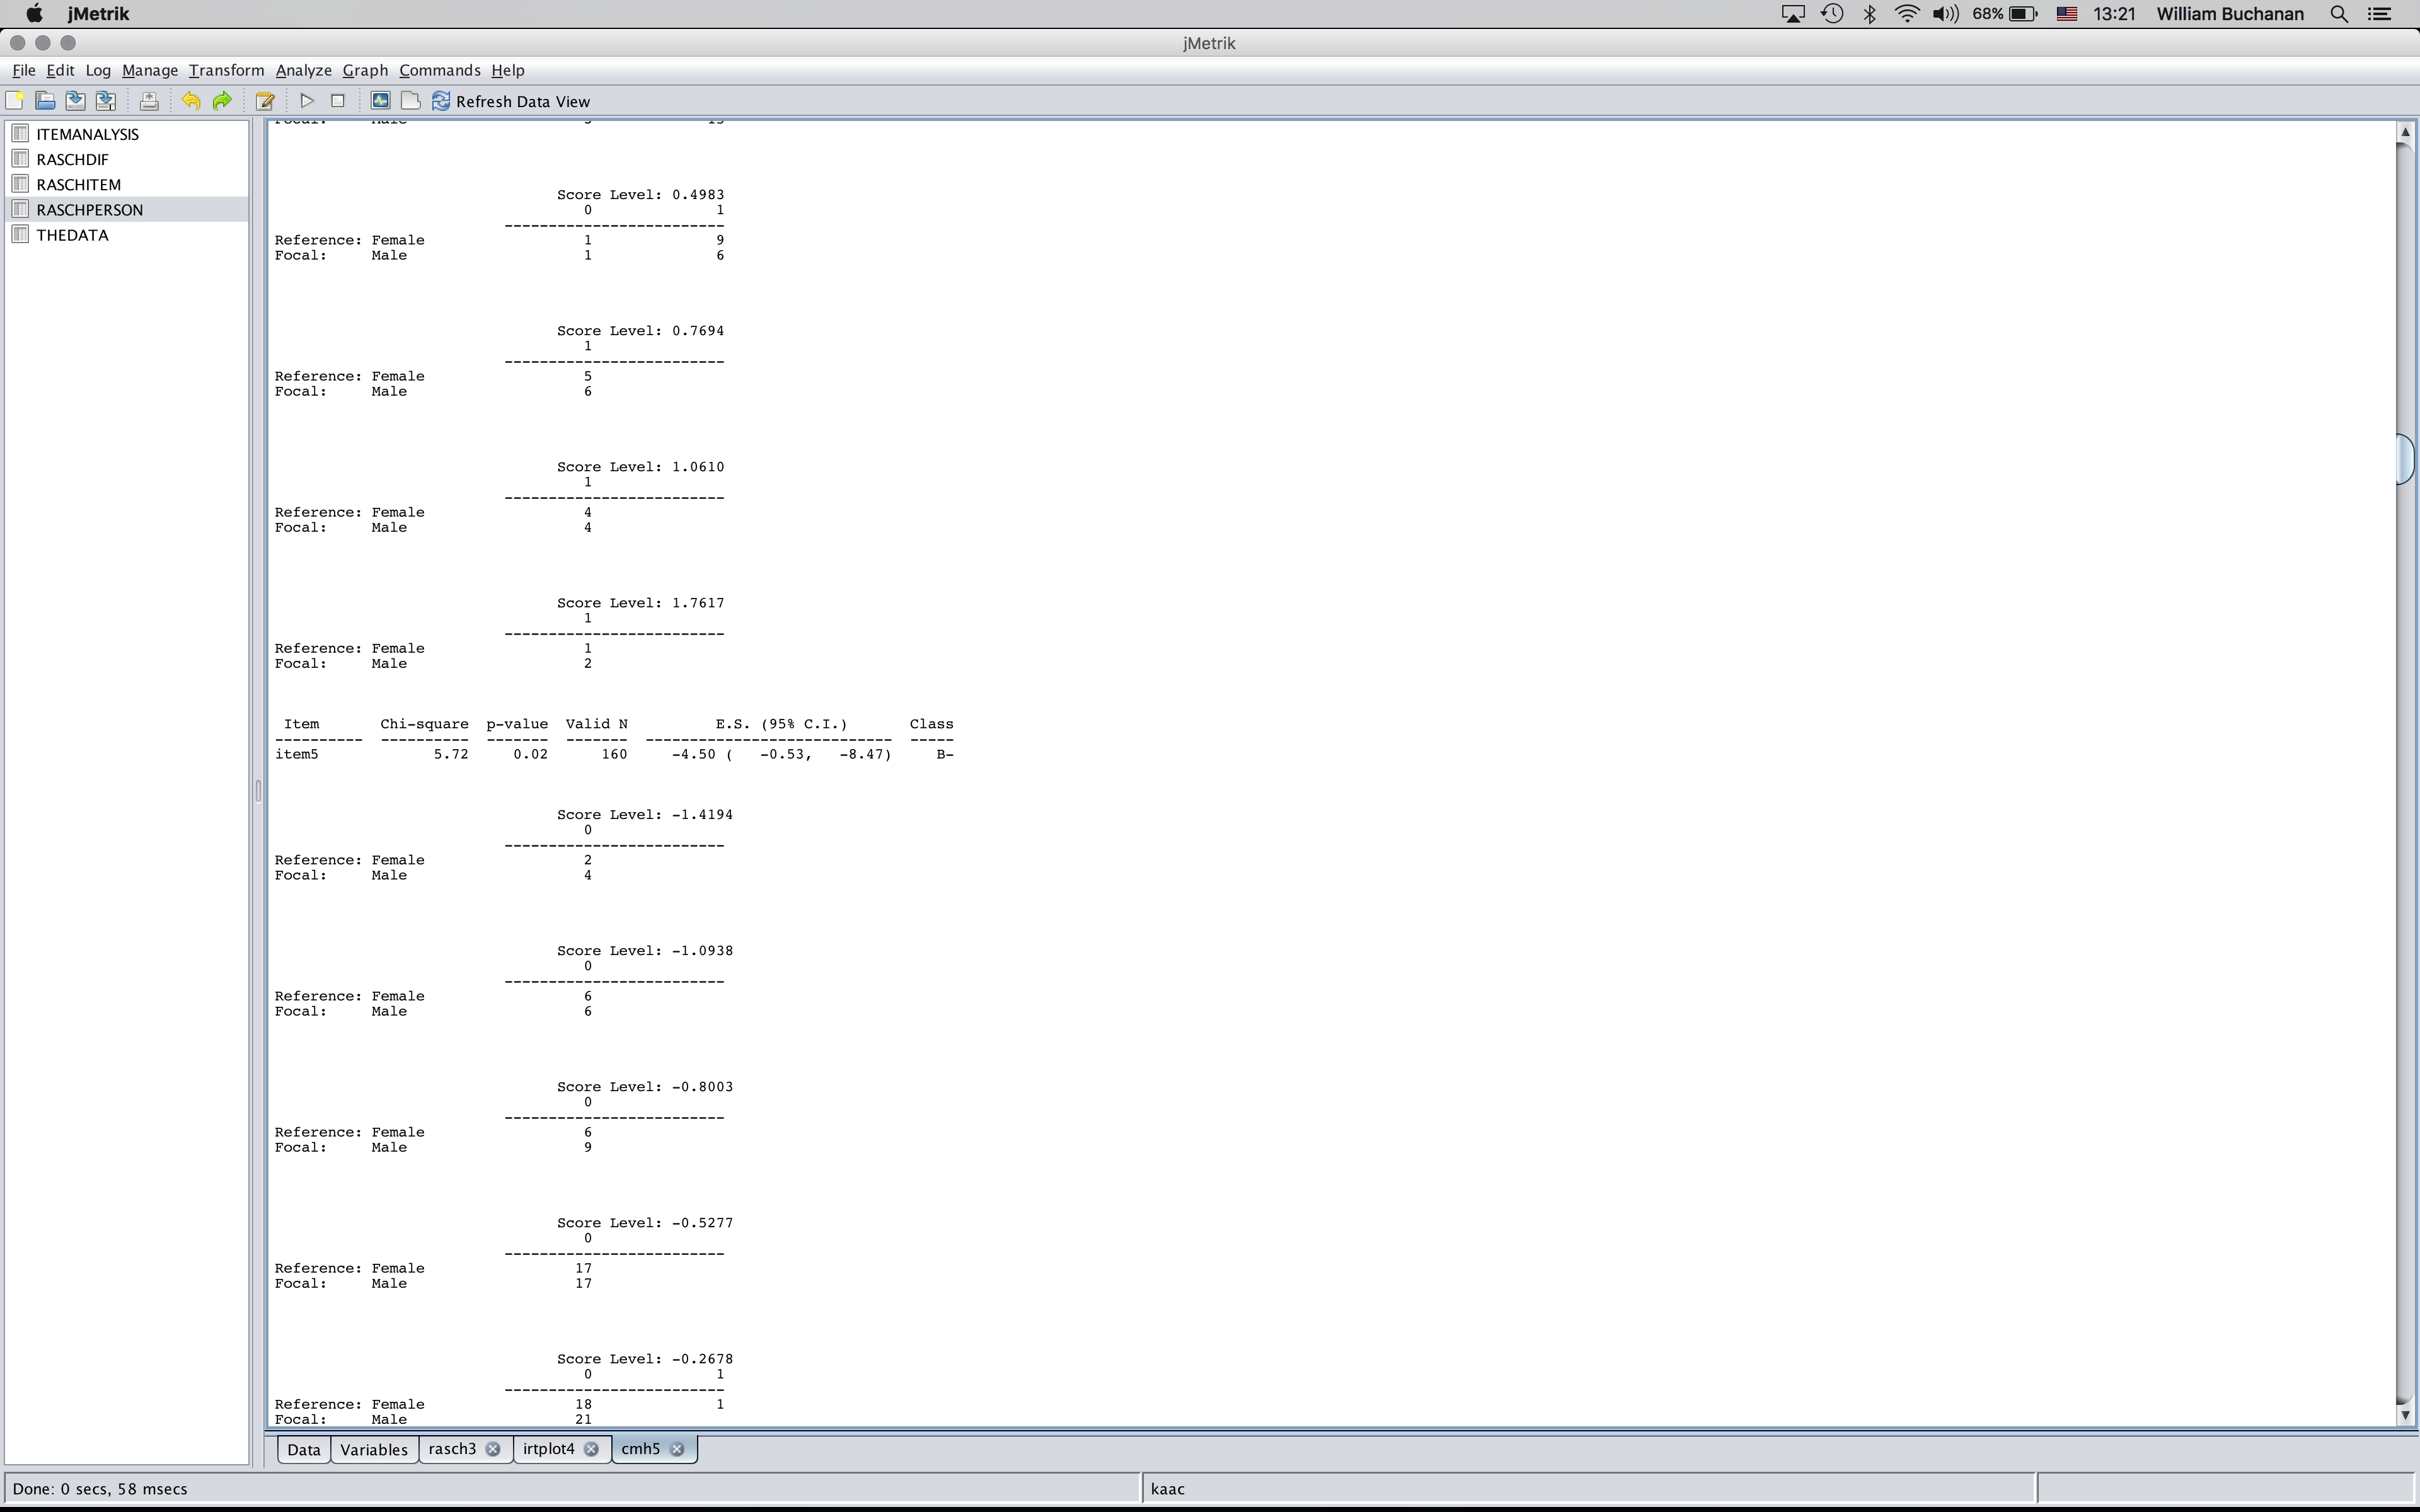 jMetrik 68% 13:21 William Buchanan
jMetrik
File Edit Log Manage Transform Analyze Graph Commands Help
Refresh Data View
ITEMANALYSIS
RASCHDIF
RASCHITEM
RASCHPERSON
THEDATA
Score Level: 0.4983
0 1
-------------------------
Reference: Female 1 9
Focal: Male 1 6
Score Level: 0.7694
1
-------------------------
Reference: Female 5
Focal: Male 6
Score Level: 1.0610
1
-------------------------
Reference: Female 4
Focal: Male 4
Score Level: 1.7617
1
-------------------------
Reference: Female 1
Focal: Male 2
Item Chi-square p-value Valid N E.S. (95% C.I.) Class
---------- ---------- ------- ------- ---------------------------- -----
item5 5.72 0.02 160 -4.50 ( -0.53, -8.47) B-
Score Level: -1.4194
0
-------------------------
Reference: Female 2
Focal: Male 4
Score Level: -1.0938
0
-------------------------
Reference: Female 6
Focal: Male 6
Score Level: -0.8003
0
-------------------------
Reference: Female 6
Focal: Male 9
Score Level: -0.5277
0
-------------------------
Reference: Female 17
Focal: Male 17
Score Level: -0.2678
0 1
-------------------------
Reference: Female 18 1
Focal: Male 21
Data Variables rasch3 irtplot4 cmh5
Done: 0 secs, 58 msecs kaac